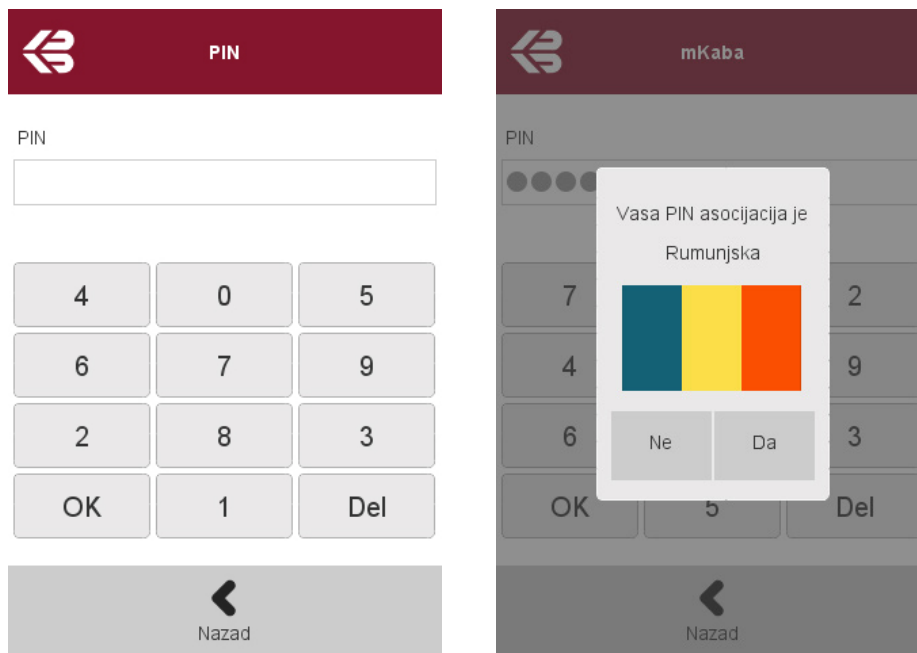 PIN
PIN
4 0 5
6 7 9
2 8 3
OK 1 Del
Nazad
mKaba
PIN
Vasa PIN asocijacija je
Rumunjska
Ne Da
7 2
4 9
6 3
OK 5 Del
Nazad